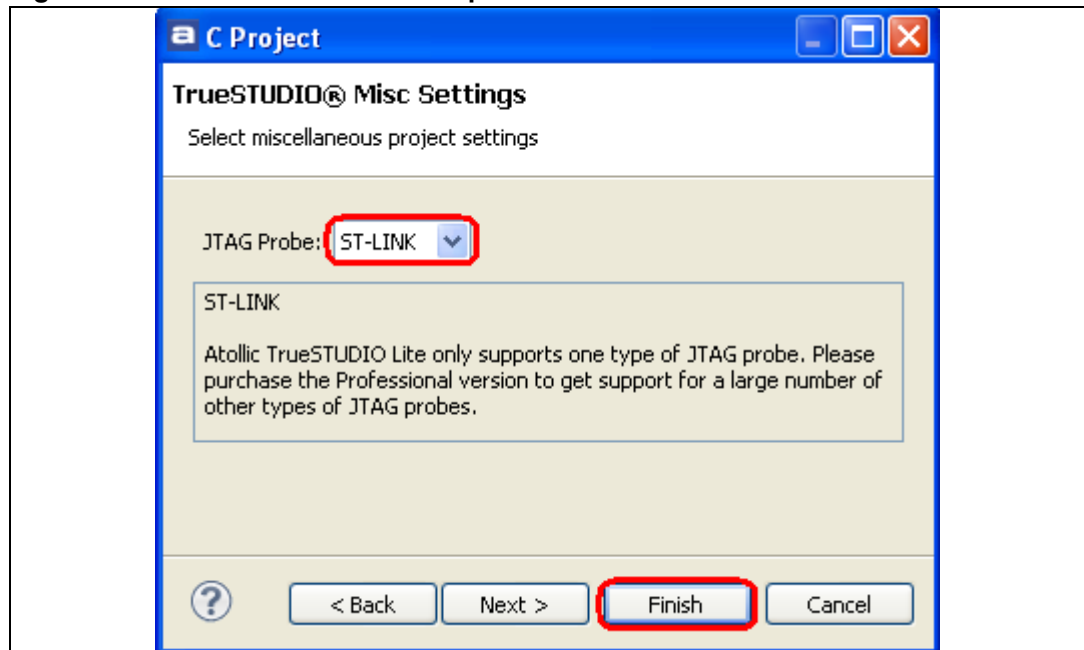 C Project
TrueSTUDIO® Misc Settings
Select miscellaneous project settings
JTAG Probe: ST-LINK
ST-LINK
Atollic TrueSTUDIO Lite only supports one type of JTAG probe. Please
purchase the Professional version to get support for a large number of
other types of JTAG probes.
< Back Next > Finish Cancel